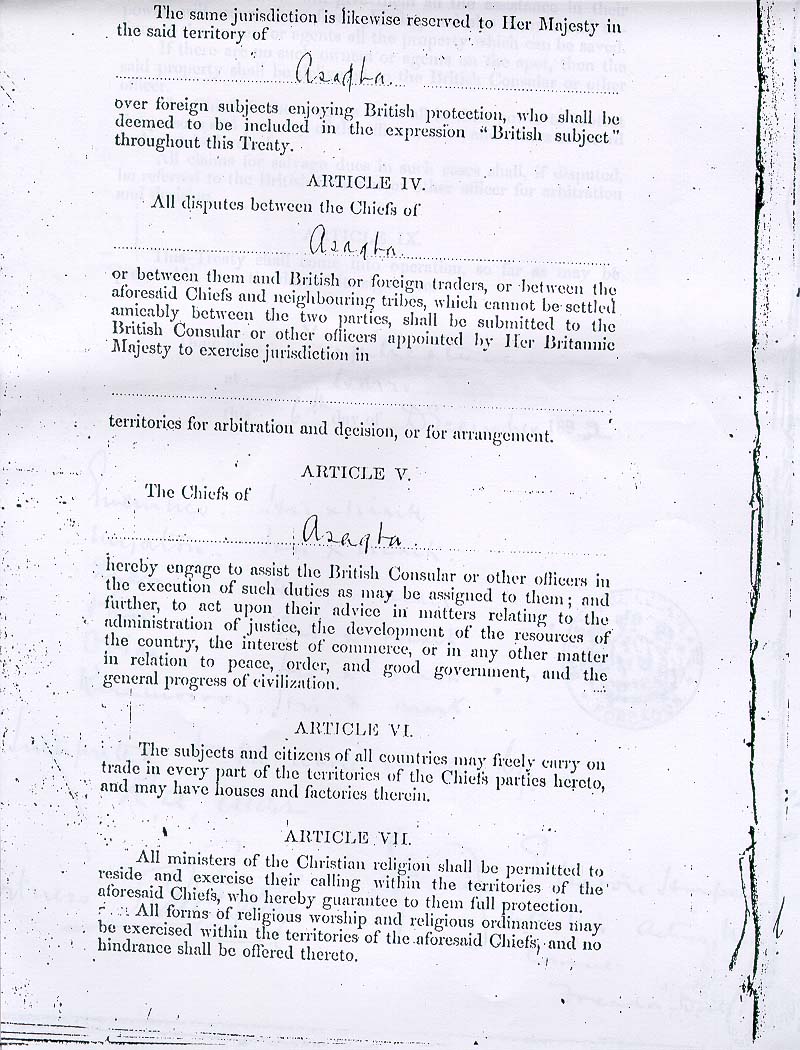 The same jurisdiction is likewise reserved to Her Majesty in
the said territory of
Asagba
over foreign subjects enjoying British protection, who shall be
deemed to be included in the expression "British subject"
throughout this Treaty.
ARTICLE IV.
All disputes between the Chiefs of
Asagba
or between them and British or foreign traders, or between the
aforesaid Chiefs and neighbouring tribes, which cannot be settled
amicably between the two parties, shall be submitted to the
British Consular or other officers appointed by Her Britannic
Majesty to exercise jurisdiction in
territories for arbitration and decision, or for arrangement.
ARTICLE V.
The Chiefs of
Asagba
hereby engage to assist the British Consular or other officers in
the execution of such duties as may be assigned to them; and
further, to act upon their advice in matters relating to the
administration of justice, the development of the resources of
the country, the interest of commerce, or in any other matter
in relation to peace, order, and good government, and the
general progress of civilization.
ARTICLE VI.
The subjects and citizens of all countries may freely carry on
trade in every part of the territories of the Chiefs parties hereto,
and may have houses and factories therein.
ARTICLE VII.
All ministers of the Christian religion shall be permitted to
reside and exercise their calling within the territories of the
aforesaid Chiefs, who hereby guarantee to them full protection.
All forms of religious worship and religious ordinances may
be exercised within the territories of the aforesaid Chiefs, and no
hindrance shall be offered thereto.